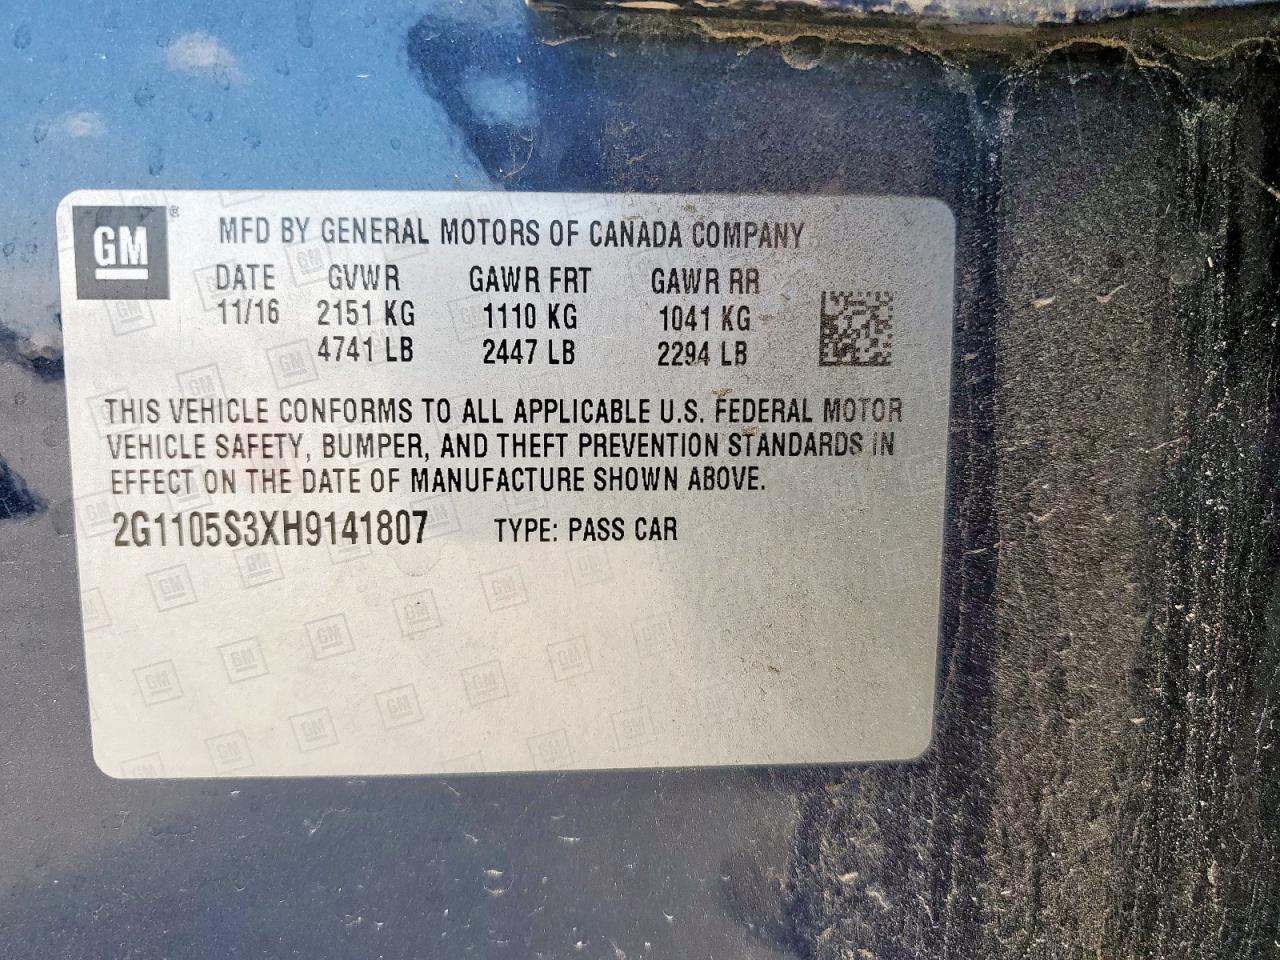 GM ®
MFD BY GENERAL MOTORS OF CANADA COMPANY
DATE GVWR GAWR FRT GAWR RR
11/16 2151 KG 1110 KG 1041 KG
4741 LB 2447 LB 2294 LB
THIS VEHICLE CONFORMS TO ALL APPLICABLE U.S. FEDERAL MOTOR
VEHICLE SAFETY, BUMPER, AND THEFT PREVENTION STANDARDS IN
EFFECT ON THE DATE OF MANUFACTURE SHOWN ABOVE.
2G1105S3XH9141807 TYPE: PASS CAR